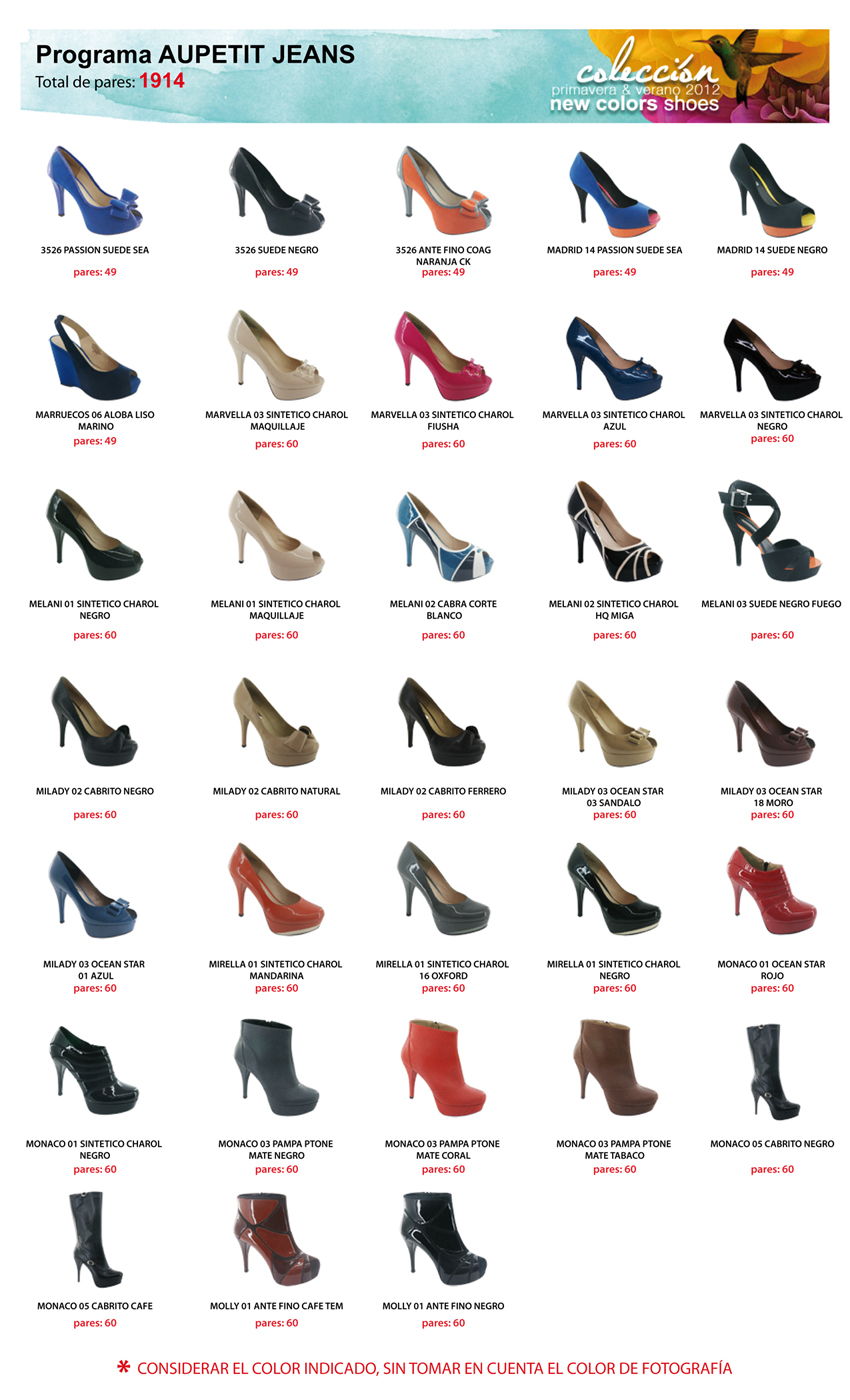 Programa AUPETIT JEANS
Total de pares: 1914
colección
primavera & verano 2012
new colors shoes
3526 PASSION SUEDE SEA
pares: 49
3526 SUEDE NEGRO
pares: 49
3526 ANTE FINO COAG
NARANJA CK
pares: 49
MADRID 14 PASSION SUEDE SEA
pares: 49
MADRID 14 SUEDE NEGRO
pares: 49
MARRUECOS 06 ALOBA LISO
MARINO
pares: 49
MARVELLA 03 SINTETICO CHAROL
MAQUILLAJE
pares: 60
MARVELLA 03 SINTETICO CHAROL
FIUSHA
pares: 60
MARVELLA 03 SINTETICO CHAROL
AZUL
pares: 60
MARVELLA 03 SINTETICO CHAROL
NEGRO
pares: 60
MELANI 01 SINTETICO CHAROL
NEGRO
pares: 60
MELANI 01 SINTETICO CHAROL
MAQUILLAJE
pares: 60
MELANI 02 CABRA CORTE
BLANCO
pares: 60
MELANI 02 SINTETICO CHAROL
HQ MIGA
pares: 60
MELANI 03 SUEDE NEGRO FUEGO
pares: 60
MILADY 02 CABRITO NEGRO
pares: 60
MILADY 02 CABRITO NATURAL
pares: 60
MILADY 02 CABRITO FERRERO
pares: 60
MILADY 03 OCEAN STAR
03 SANDALO
pares: 60
MILADY 03 OCEAN STAR
18 MORO
pares: 60
MILADY 03 OCEAN STAR
01 AZUL
pares: 60
MIRELLA 01 SINTETICO CHAROL
MANDARINA
pares: 60
MIRELLA 01 SINTETICO CHAROL
16 OXFORD
pares: 60
MIRELLA 01 SINTETICO CHAROL
NEGRO
pares: 60
MONACO 01 OCEAN STAR
ROJO
pares: 60
MONACO 01 SINTETICO CHAROL
NEGRO
pares: 60
MONACO 03 PAMPA PTONE
MATE NEGRO
pares: 60
MONACO 03 PAMPA PTONE
MATE CORAL
pares: 60
MONACO 03 PAMPA PTONE
MATE TABACO
pares: 60
MONACO 05 CABRITO NEGRO
pares: 60
MONACO 05 CABRITO CAFE
pares: 60
MOLLY 01 ANTE FINO CAFE TEM
pares: 60
MOLLY 01 ANTE FINO NEGRO
pares: 60
* CONSIDERAR EL COLOR INDICADO, SIN TOMAR EN CUENTA EL COLOR DE FOTOGRAFÍA